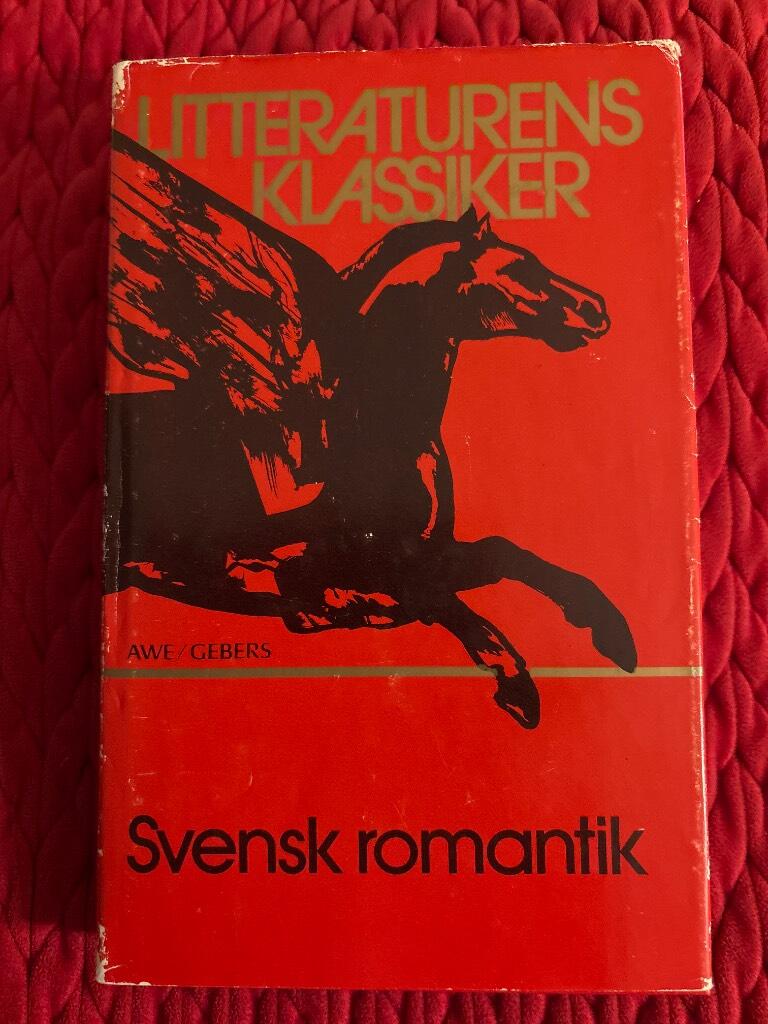 LITTERATURENS
KLASSIKER
AWE/GEBERS
Svensk romantik